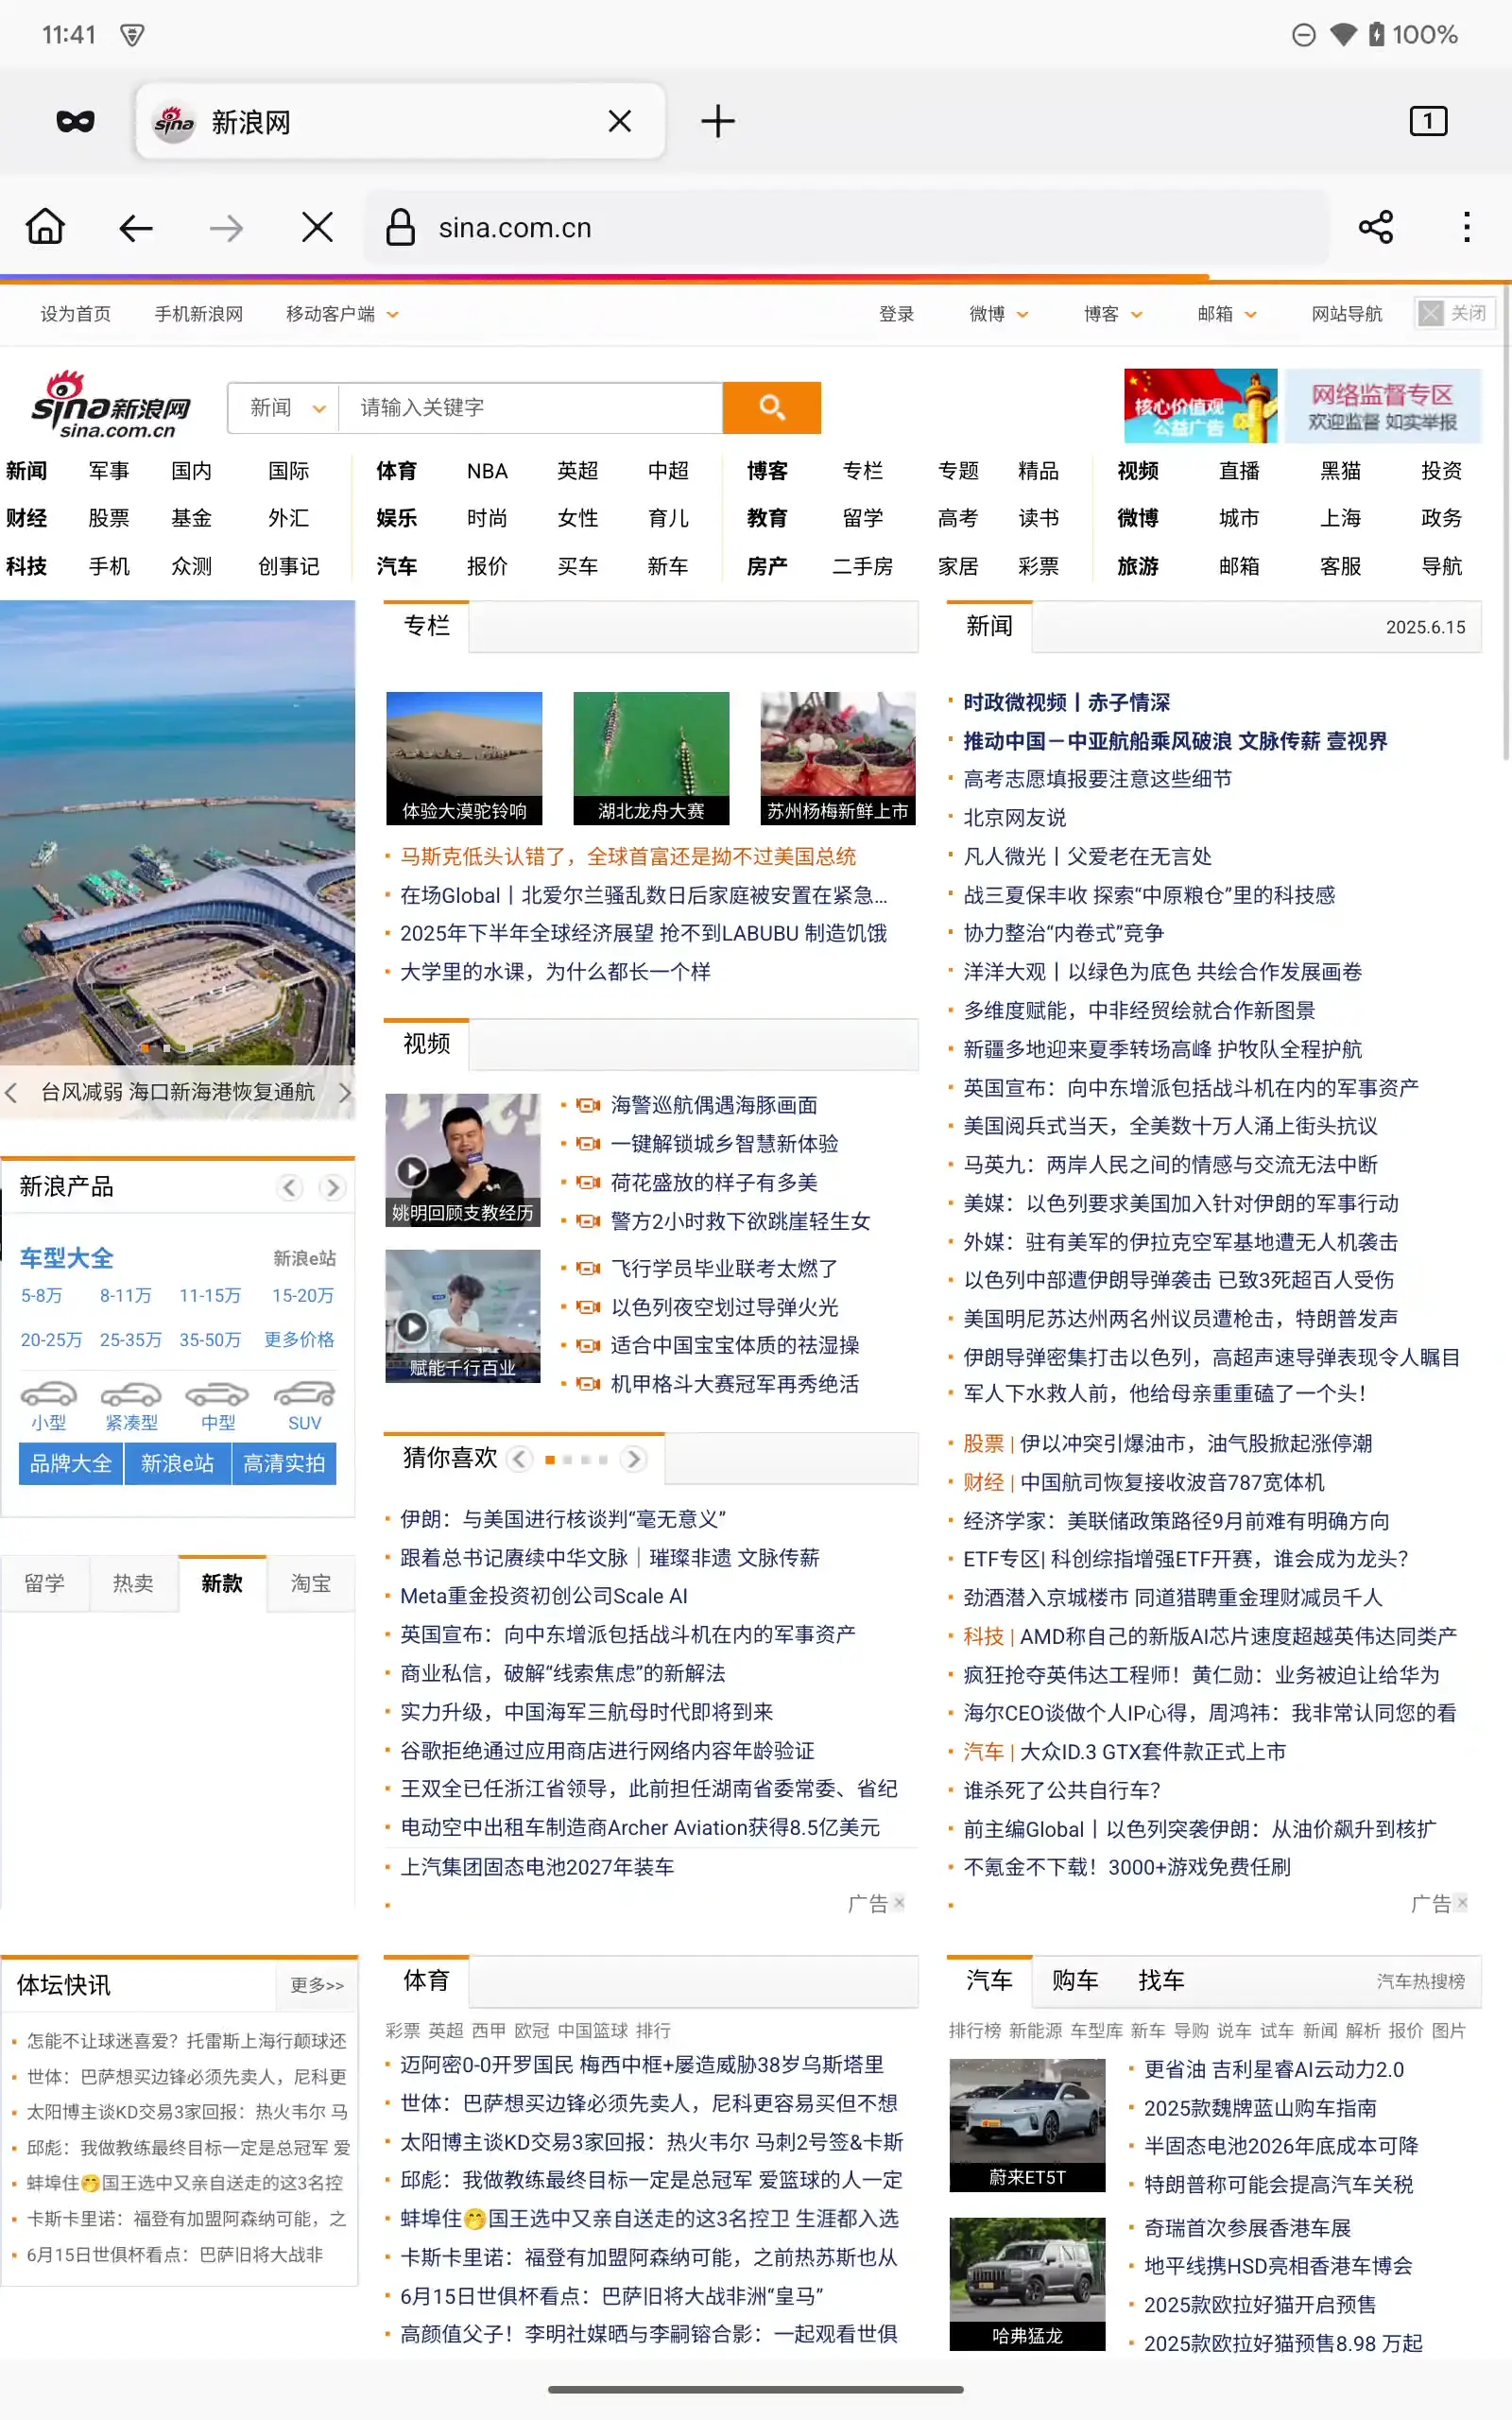 11:41
100%
新浪网
1
sina.com.cn
设为首页 手机新浪网 移动客户端
登录 微博 博客 邮箱 网站导航 关闭
sina新浪网
sina.com.cn
新闻 请输入关键字
核心价值观
公益广告
网络监督专区
欢迎监督 如实举报
新闻 军事 国内 国际 体育 NBA 英超 中超 博客 专栏 专题 精品 视频 直播 黑猫 投资
财经 股票 基金 外汇 娱乐 时尚 女性 育儿 教育 留学 高考 读书 微博 城市 上海 政务
科技 手机 众测 创事记 汽车 报价 买车 新车 房产 二手房 家居 彩票 旅游 邮箱 客服 导航
台风减弱 海口新海港恢复通航
新浪产品
车型大全 新浪e站
5-8万 8-11万 11-15万 15-20万
20-25万 25-35万 35-50万 更多价格
小型 紧凑型 中型 SUV
品牌大全 新浪e站 高清实拍
留学 热卖 新款 淘宝
体坛快讯 更多>>
怎能不让球迷喜爱？托雷斯上海行颠球还
世体：巴萨想买边锋必须先卖人，尼科更
太阳博主谈KD交易3家回报：热火韦尔 马
邱彪：我做教练最终目标一定是总冠军 爱
蚌埠住🤭国王选中又亲自送走的这3名控
卡斯卡里诺：福登有加盟阿森纳可能，之
6月15日世俱杯看点：巴萨旧将大战非
专栏
体验大漠驼铃响
湖北龙舟大赛
苏州杨梅新鲜上市
马斯克低头认错了，全球首富还是拗不过美国总统
在场Global丨北爱尔兰骚乱数日后家庭被安置在紧急...
2025年下半年全球经济展望 抢不到LABUBU 制造饥饿
大学里的水课，为什么都长一个样
视频
姚明回顾支教经历
海警巡航偶遇海豚画面
一键解锁城乡智慧新体验
荷花盛放的样子有多美
警方2小时救下欲跳崖轻生女
赋能千行百业
飞行学员毕业联考太燃了
以色列夜空划过导弹火光
适合中国宝宝体质的祛湿操
机甲格斗大赛冠军再秀绝活
猜你喜欢
伊朗：与美国进行核谈判“毫无意义”
跟着总书记赓续中华文脉｜璀璨非遗 文脉传薪
Meta重金投资初创公司Scale AI
英国宣布：向中东增派包括战斗机在内的军事资产
商业私信，破解“线索焦虑”的新解法
实力升级，中国海军三航母时代即将到来
谷歌拒绝通过应用商店进行网络内容年龄验证
王双全已任浙江省领导，此前担任湖南省委常委、省纪
电动空中出租车制造商Archer Aviation获得8.5亿美元
上汽集团固态电池2027年装车
广告
体育
彩票 英超 西甲 欧冠 中国篮球 排行
迈阿密0-0开罗国民 梅西中框+屡造威胁38岁乌斯塔里
世体：巴萨想买边锋必须先卖人，尼科更容易买但不想
太阳博主谈KD交易3家回报：热火韦尔 马刺2号签&卡斯
邱彪：我做教练最终目标一定是总冠军 爱篮球的人一定
蚌埠住🤭国王选中又亲自送走的这3名控卫 生涯都入选
卡斯卡里诺：福登有加盟阿森纳可能，之前热苏斯也从
6月15日世俱杯看点：巴萨旧将大战非洲“皇马”
高颜值父子！李明社媒晒与李嗣镕合影：一起观看世俱
新闻 2025.6.15
时政微视频丨赤子情深
推动中国－中亚航船乘风破浪 文脉传薪 壹视界
高考志愿填报要注意这些细节
北京网友说
凡人微光丨父爱老在无言处
战三夏保丰收 探索“中原粮仓”里的科技感
协力整治“内卷式”竞争
洋洋大观丨以绿色为底色 共绘合作发展画卷
多维度赋能，中非经贸绘就合作新图景
新疆多地迎来夏季转场高峰 护牧队全程护航
英国宣布：向中东增派包括战斗机在内的军事资产
美国阅兵式当天，全美数十万人涌上街头抗议
马英九：两岸人民之间的情感与交流无法中断
美媒：以色列要求美国加入针对伊朗的军事行动
外媒：驻有美军的伊拉克空军基地遭无人机袭击
以色列中部遭伊朗导弹袭击 已致3死超百人受伤
美国明尼苏达州两名州议员遭枪击，特朗普发声
伊朗导弹密集打击以色列，高超声速导弹表现令人瞩目
军人下水救人前，他给母亲重重磕了一个头！
股票 | 伊以冲突引爆油市，油气股掀起涨停潮
财经 | 中国航司恢复接收波音787宽体机
经济学家：美联储政策路径9月前难有明确方向
ETF专区| 科创综指增强ETF开赛，谁会成为龙头？
劲酒潜入京城楼市 同道猎聘重金理财减员千人
科技 | AMD称自己的新版AI芯片速度超越英伟达同类产
疯狂抢夺英伟达工程师！黄仁勋：业务被迫让给华为
海尔CEO谈做个人IP心得，周鸿祎：我非常认同您的看
汽车 | 大众ID.3 GTX套件款正式上市
谁杀死了公共自行车？
前主编Global丨以色列突袭伊朗：从油价飙升到核扩
不氪金不下载！3000+游戏免费任刷
广告
汽车 购车 找车 汽车热搜榜
排行榜 新能源 车型库 新车 导购 说车 试车 新闻 解析 报价 图片
蔚来ET5T
更省油 吉利星睿AI云动力2.0
2025款魏牌蓝山购车指南
半固态电池2026年底成本可降
特朗普称可能会提高汽车关税
哈弗猛龙
奇瑞首次参展香港车展
地平线携HSD亮相香港车博会
2025款欧拉好猫开启预售
2025款欧拉好猫预售8.98 万起